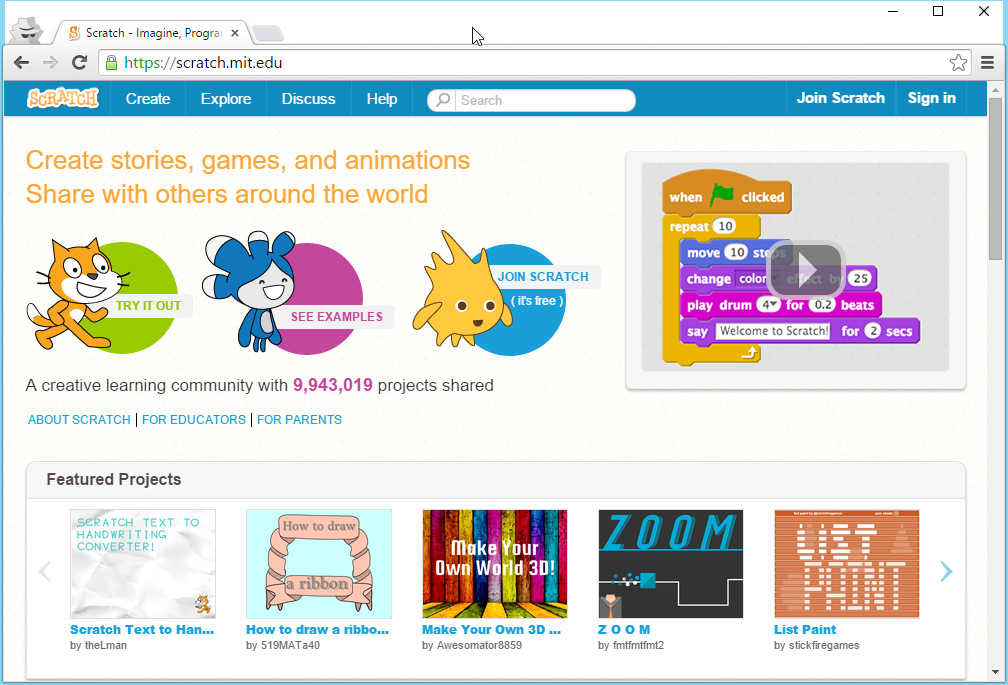 Scratch - Imagine, Progra
https://scratch.mit.edu
SCRATCH
Create
Explore
Discuss
Help
Search
Join Scratch
Sign in
Create stories, games, and animations
Share with others around the world
TRY IT OUT
SEE EXAMPLES
JOIN SCRATCH
( it's free )
when clicked
repeat 10
move 10 steps
change color effect by 25
play drum 4 for 0.2 beats
say Welcome to Scratch! for 2 secs
A creative learning community with 9,943,019 projects shared
ABOUT SCRATCH | FOR EDUCATORS | FOR PARENTS
Featured Projects
SCRATCH TEXT TO
HANDWRITING
CONVERTER!
How to draw
a ribbon
Make Your
Own World 3D!
ZOOM
LIST
PAINT
Scratch Text to Han...
by theLman
How to draw a ribbo...
by 519MATa40
Make Your Own 3D ...
by Awesomator8859
Z O O M
by fmtfmtfmt2
List Paint
by stickfiregames